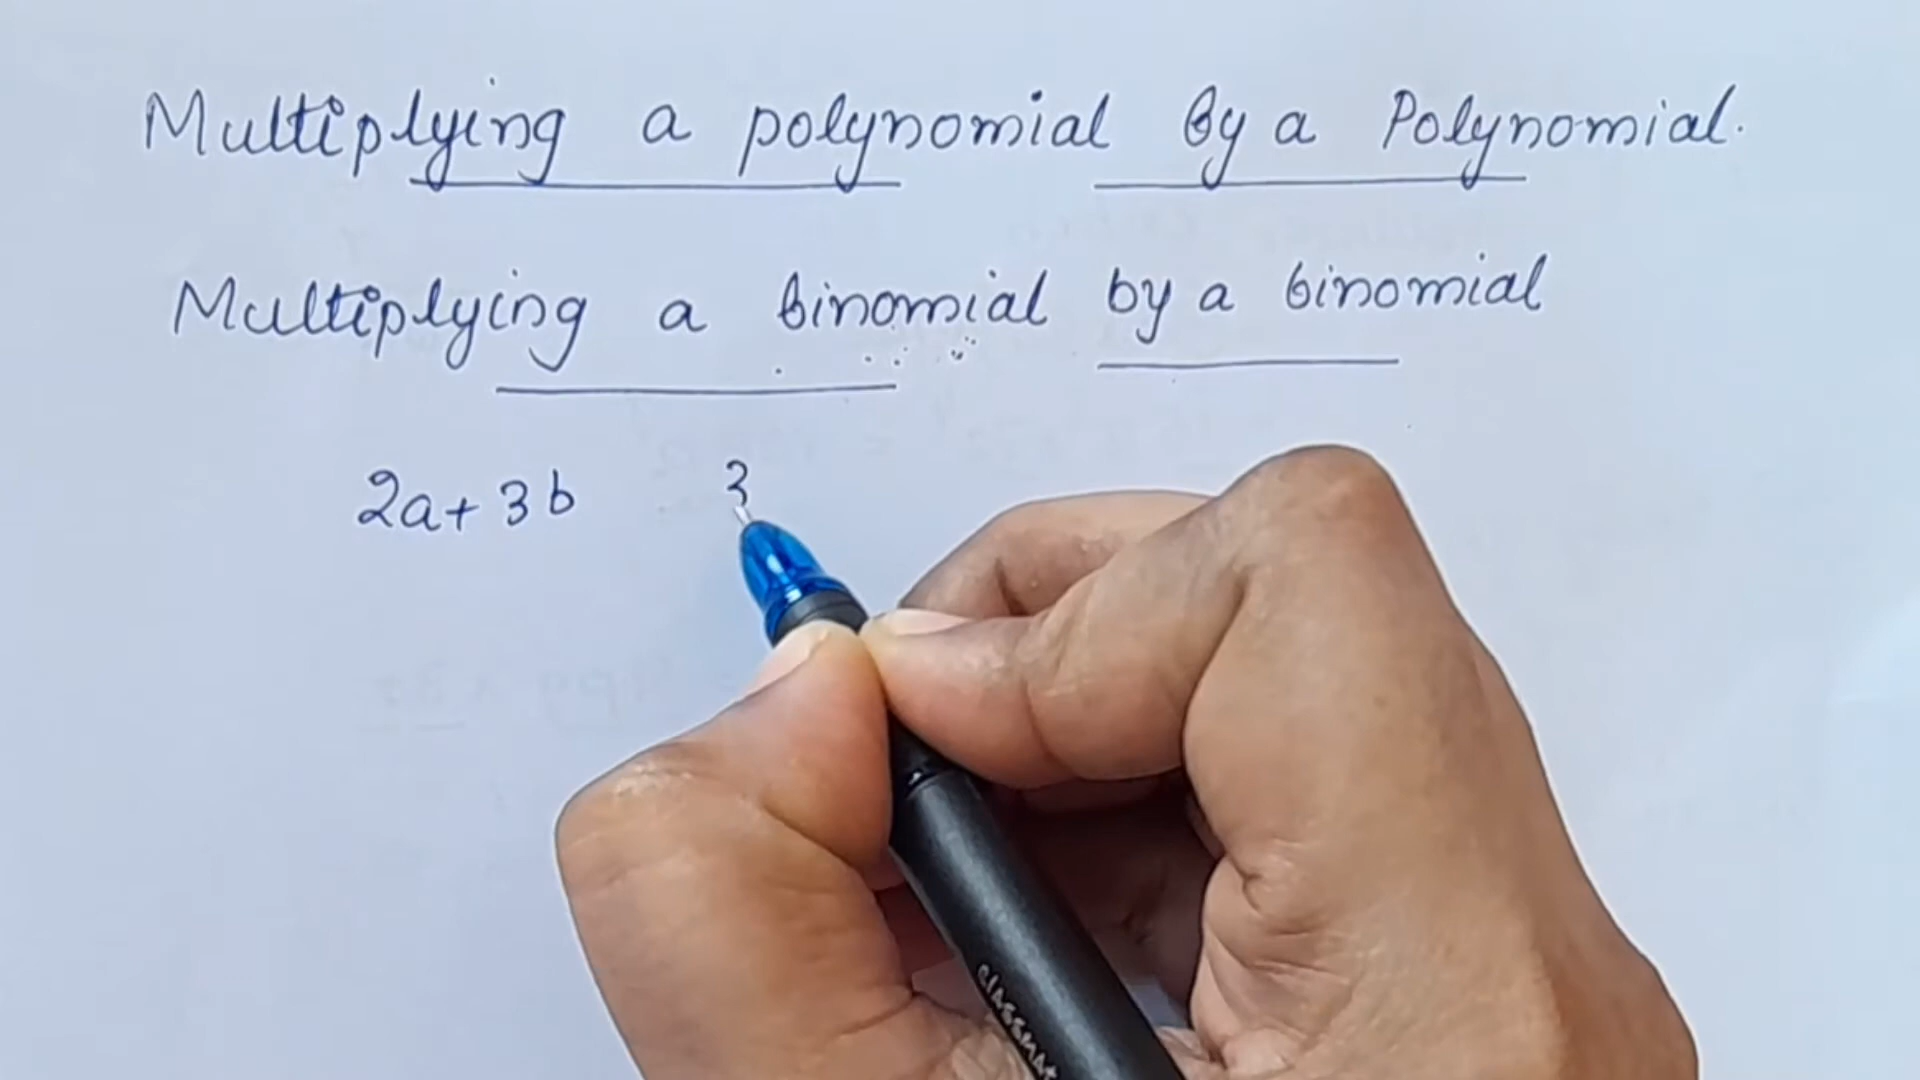 Multiplying a polynomial by a Polynomial.
Multiplying a binomial by a binomial
2a+ 3b 3